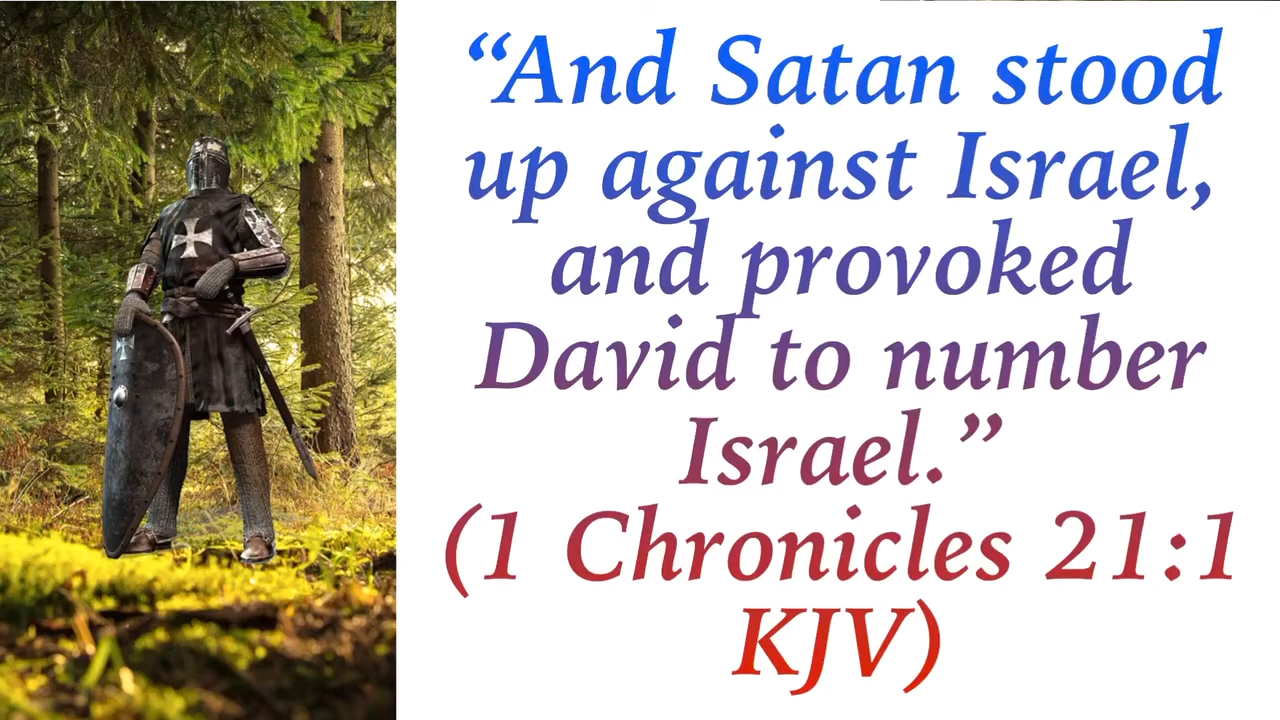 “And Satan stood
up against Israel,
and provoked
David to number
Israel.”
(1 Chronicles 21:1
KJV)